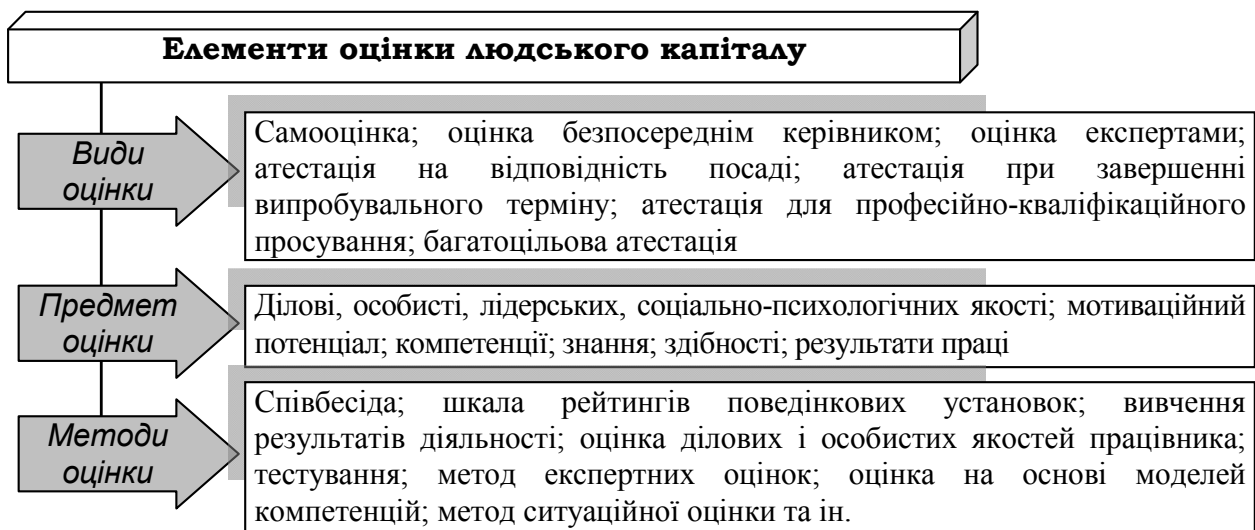 Елементи оцінки людського капіталу
Види
оцінки
Самооцінка; оцінка безпосереднім керівником; оцінка експертами;
атестація на відповідність посаді; атестація при завершенні
випробувального терміну; атестація для професійно-кваліфікаційного
просування; багатоцільова атестація
Предмет
оцінки
Ділові, особисті, лідерських, соціально-психологічних якості; мотиваційний
потенціал; компетенції; знання; здібності; результати праці
Методи
оцінки
Співбесіда; шкала рейтингів поведінкових установок; вивчення
результатів діяльності; оцінка ділових і особистих якостей працівника;
тестування; метод експертних оцінок; оцінка на основі моделей
компетенцій; метод ситуаційної оцінки та ін.